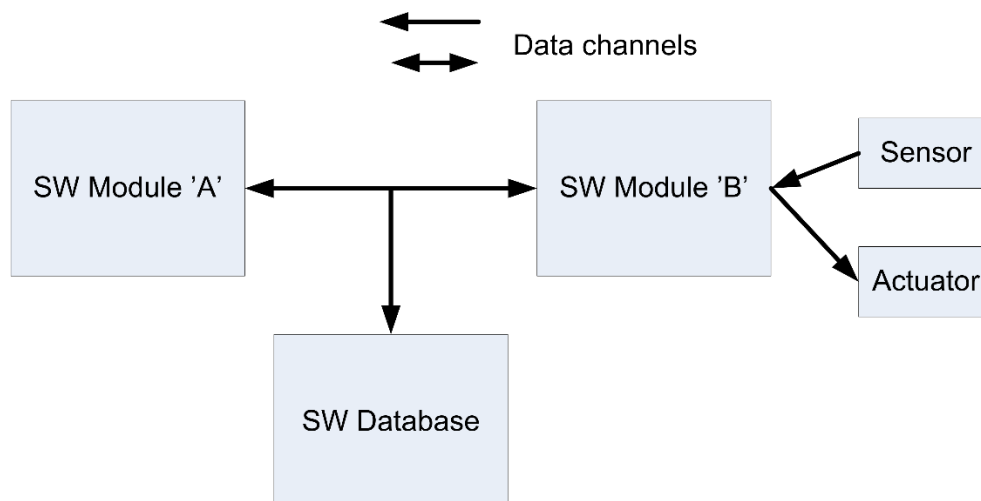 Data channels
SW Module ’A’
SW Module ’B’
Sensor
Actuator
SW Database